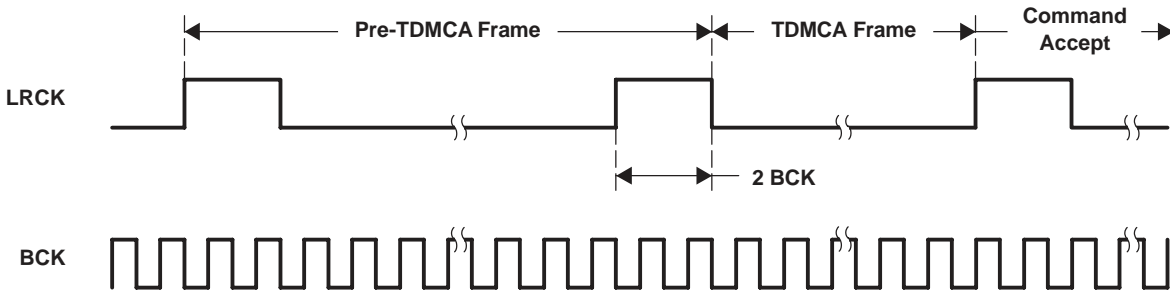 Pre-TDMCA Frame
TDMCA Frame
Command
Accept
LRCK
2 BCK
BCK